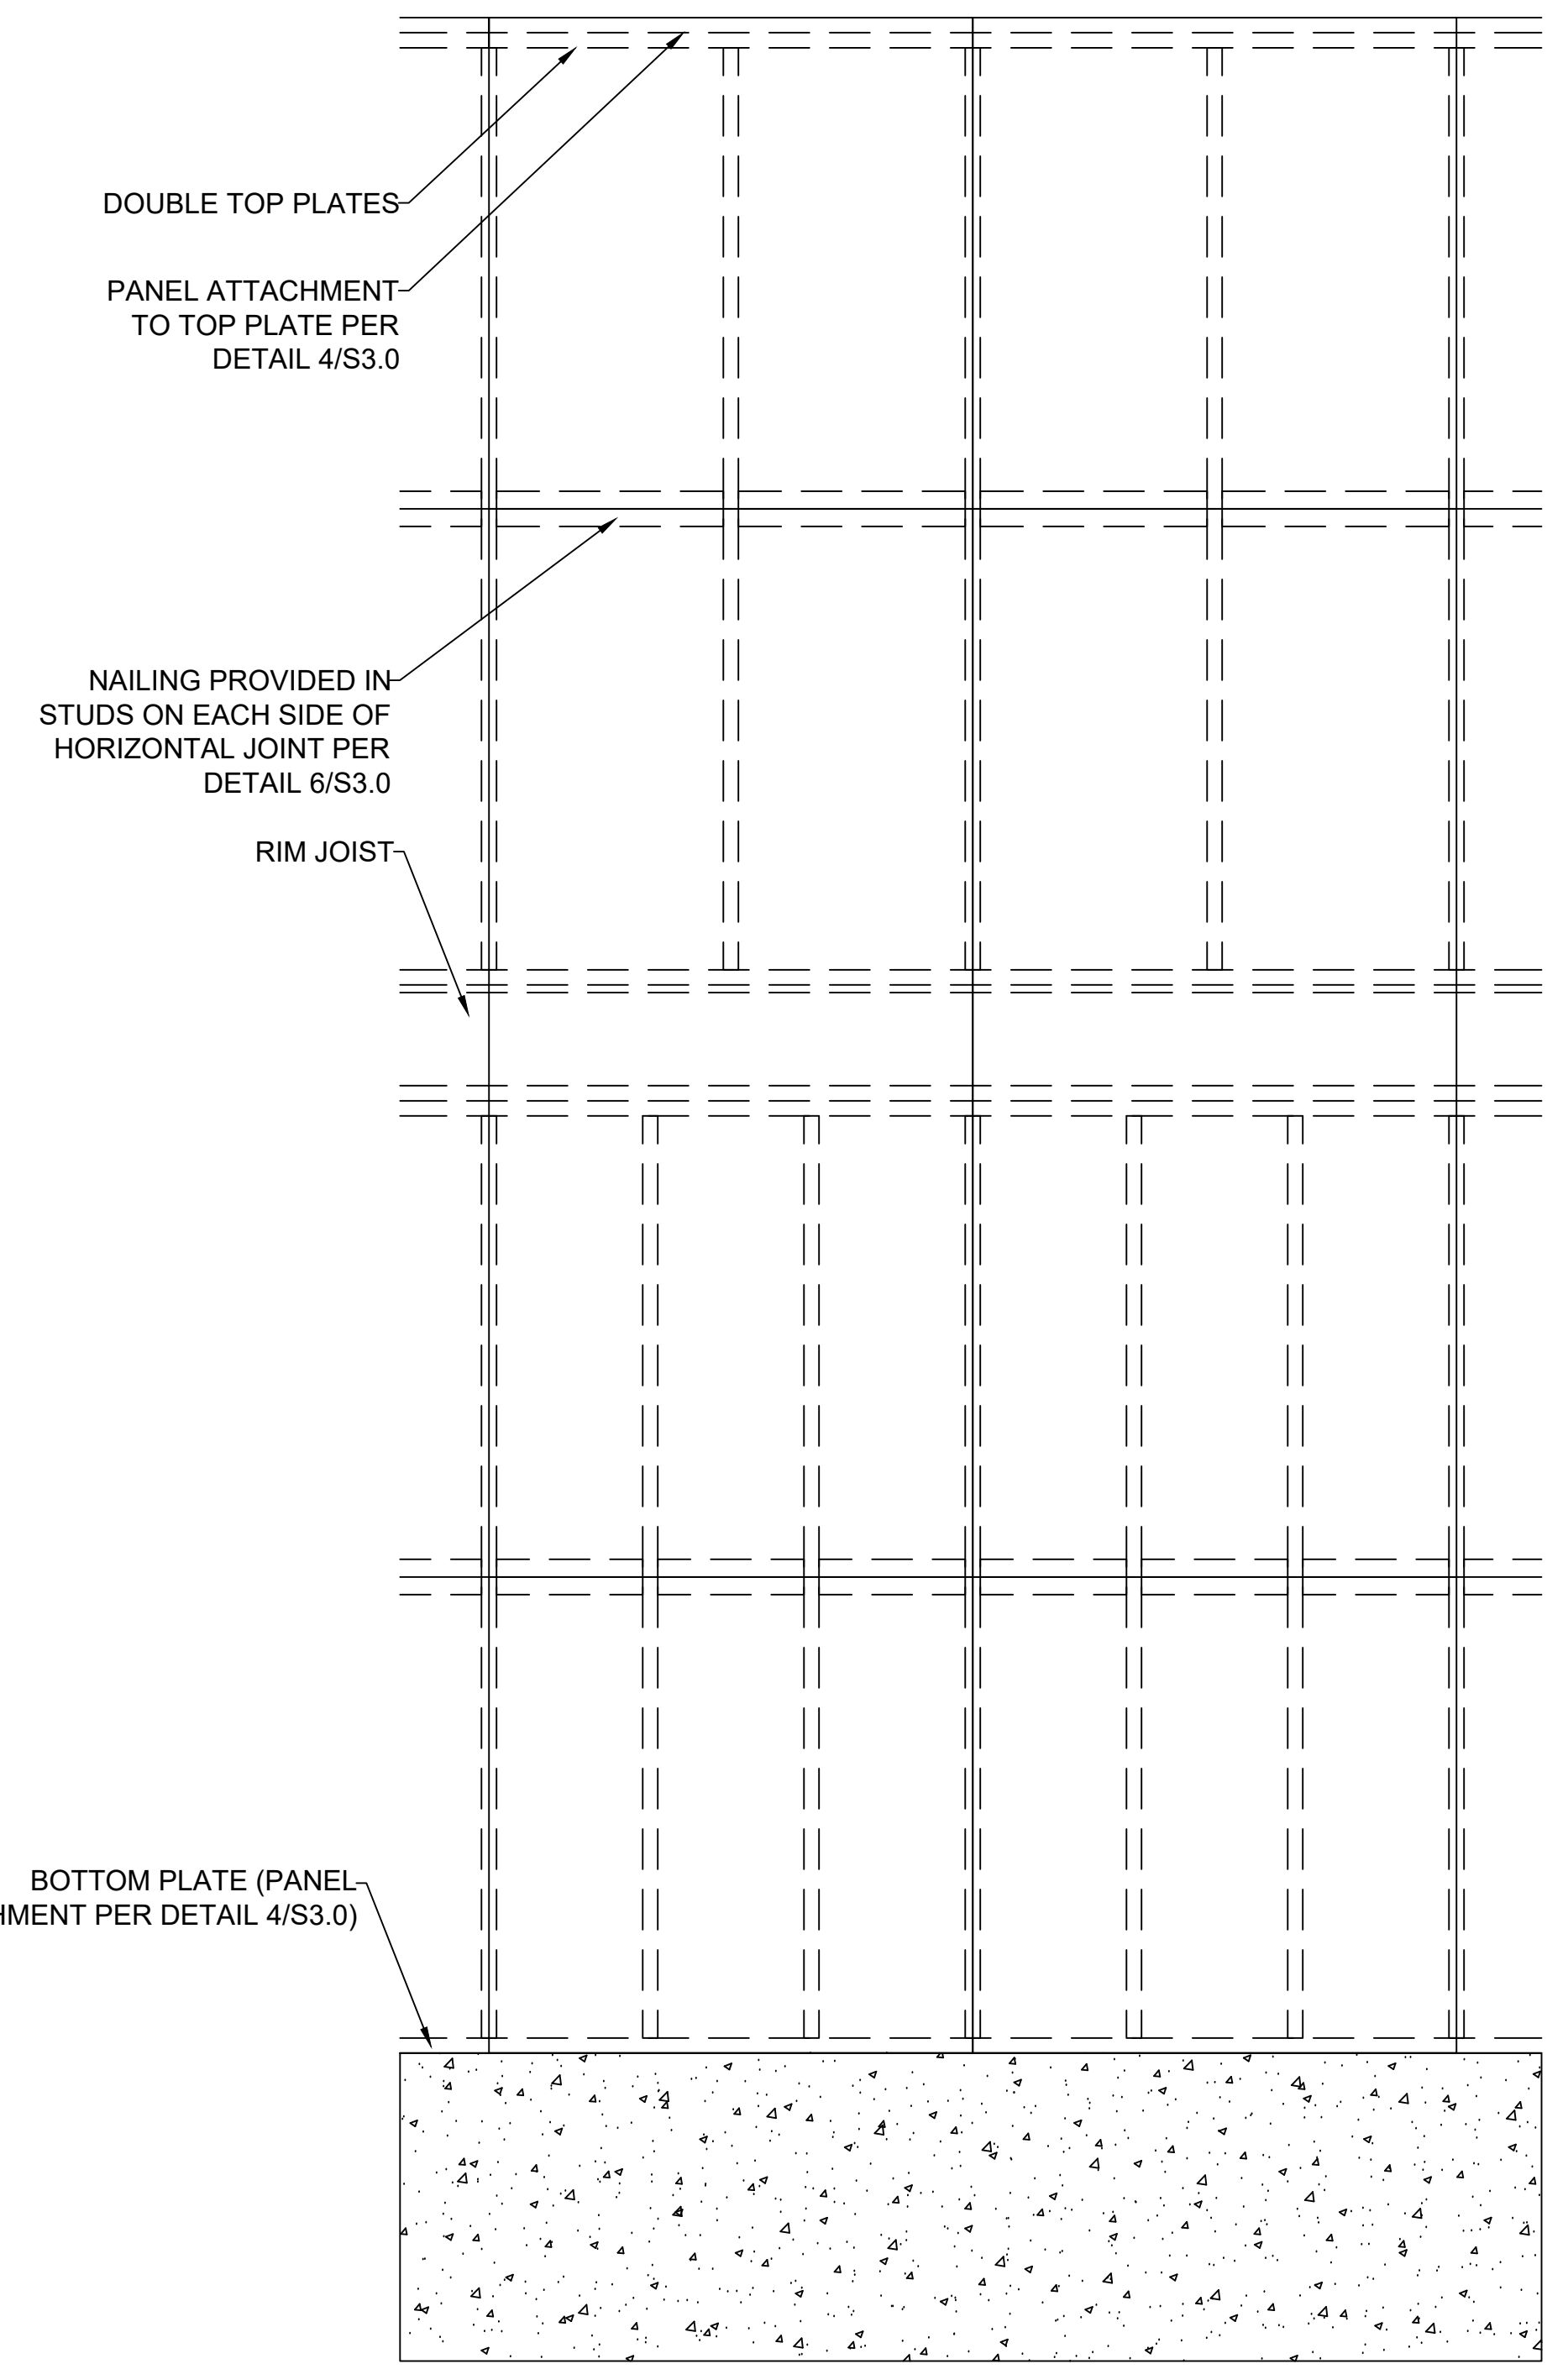 DOUBLE TOP PLATES
PANEL ATTACHMENT
TO TOP PLATE PER
DETAIL 4/S3.0
NAILING PROVIDED IN
STUDS ON EACH SIDE OF
HORIZONTAL JOINT PER
DETAIL 6/S3.0
RIM JOIST
BOTTOM PLATE (PANEL
PER DETAIL 4/S3.0)